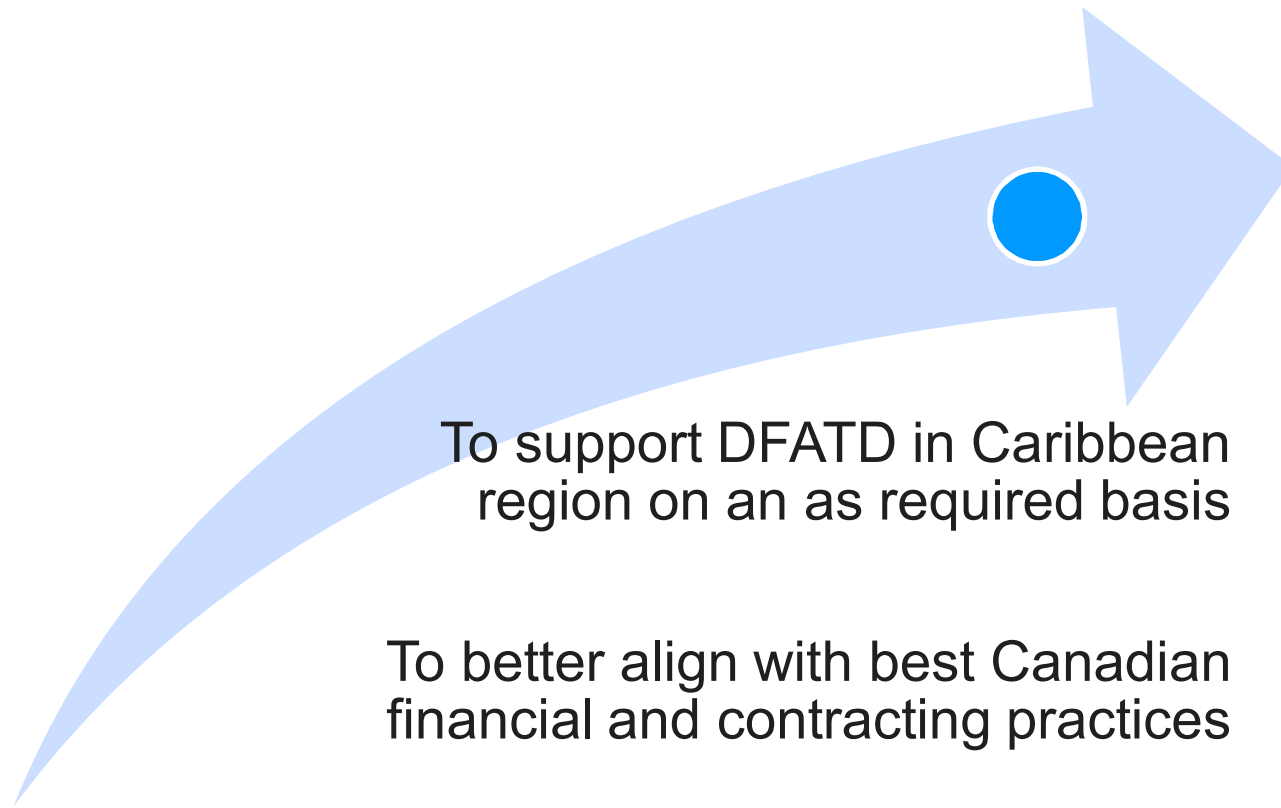 To support DFATD in Caribbean
region on an as required basis
To better align with best Canadian
financial and contracting practices